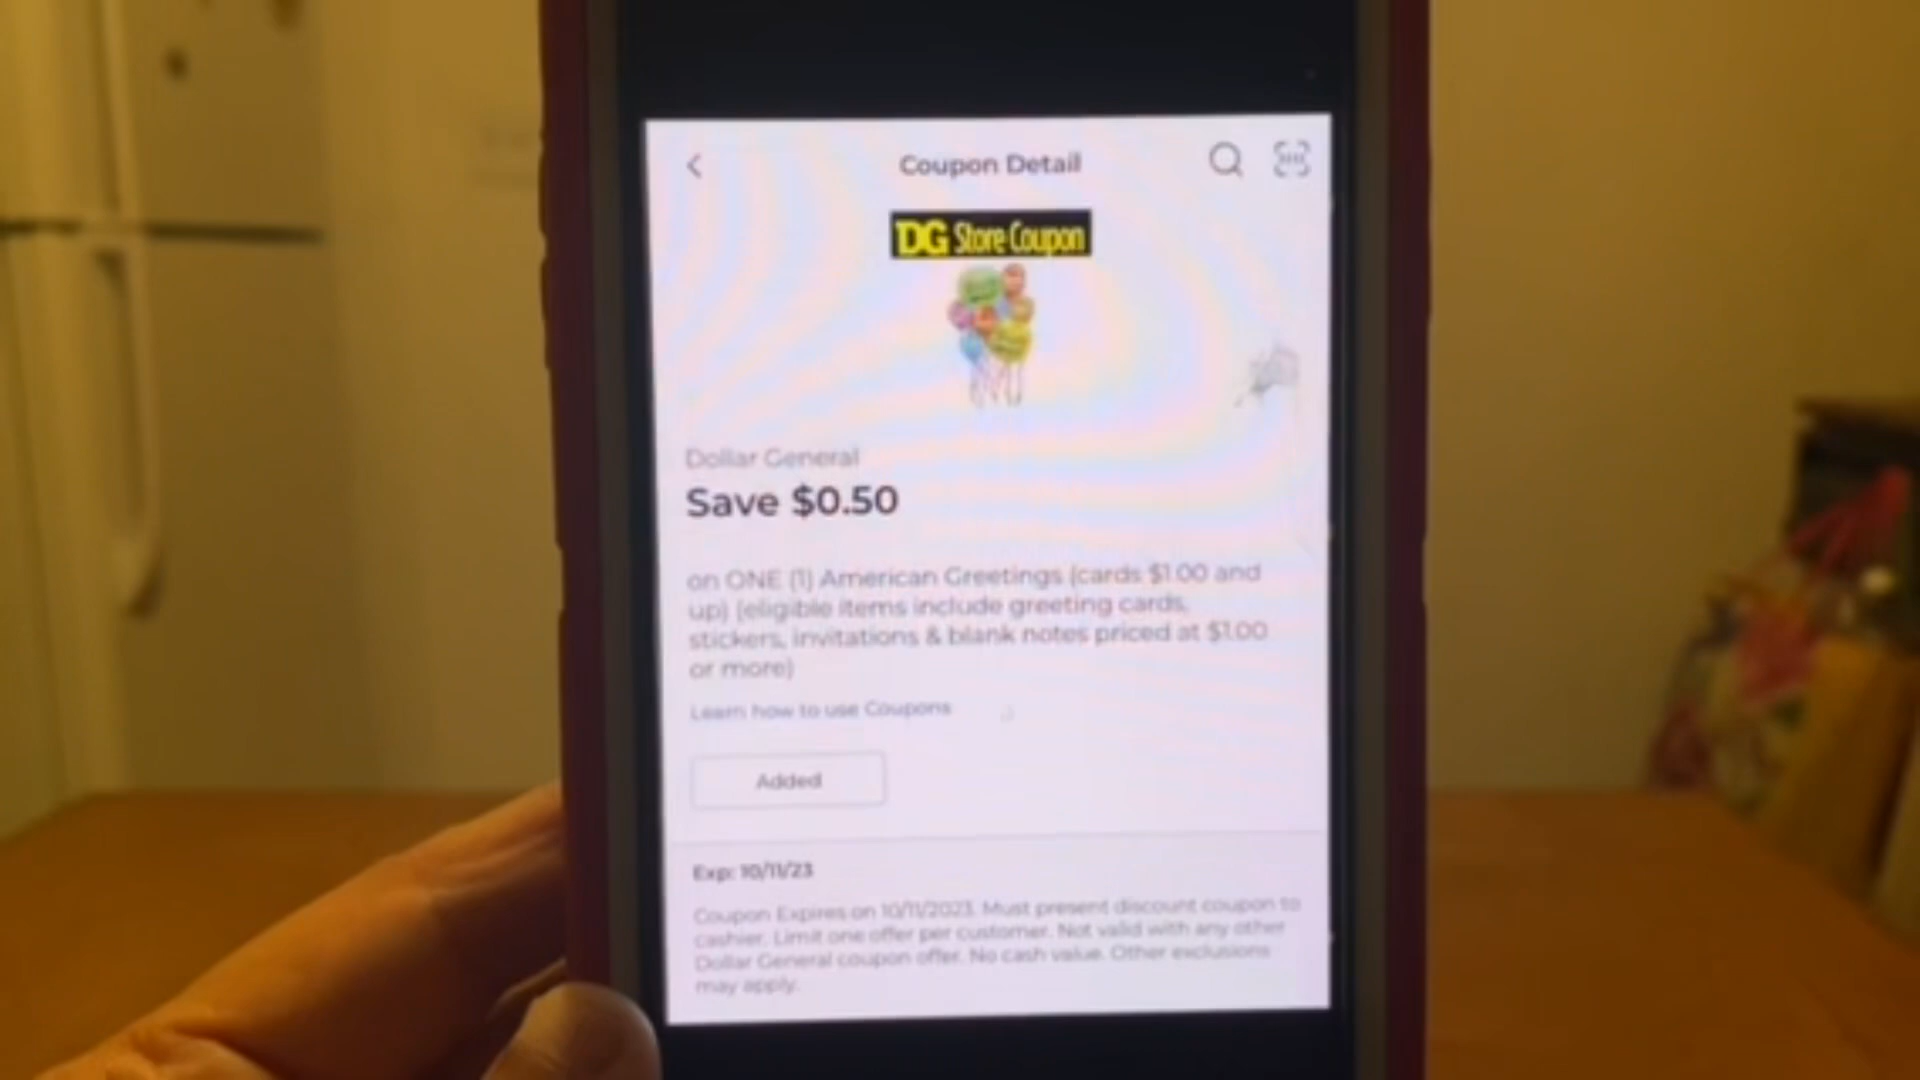 Coupon Detail
DG Store Coupon
Dollar General
Save $0.50
on ONE (1) American Greetings (cards $1.00 and
up) (eligible items include greeting cards,
stickers, invitations & blank notes priced at $1.00
or more)
Learn how to use Coupons
Added
Exp: 10/11/23
Coupon Expires on 10/11/2023. Must present discount coupon to
cashier. Limit one offer per customer. Not valid with any other
Dollar General coupon offer. No cash value. Other exclusions
may apply.